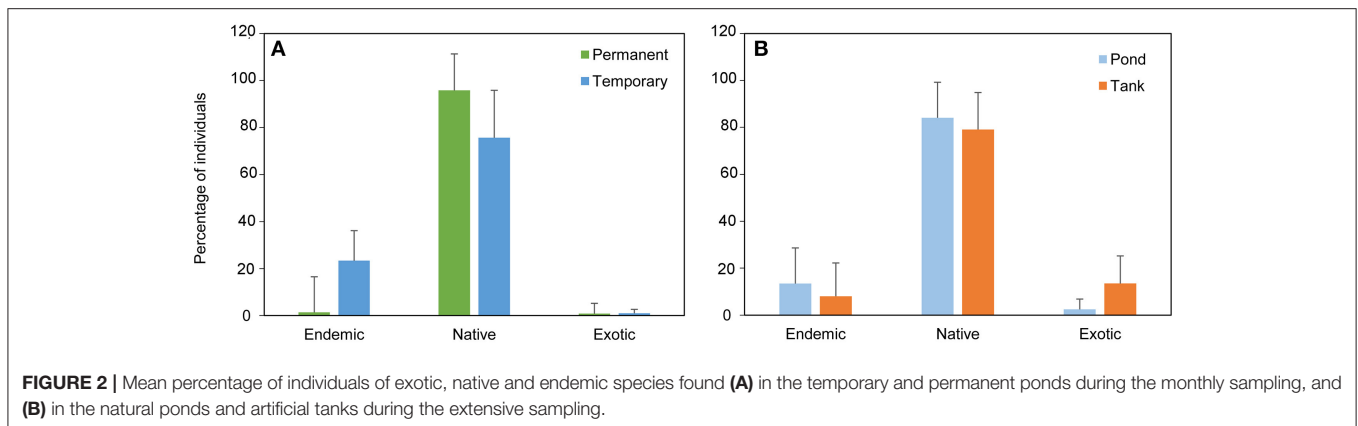 A
Permanent
Temporary
Percentage of individuals
120
100
80
60
40
20
0
Endemic
Native
Exotic
B
Pond
Tank
120
100
80
60
40
20
0
Endemic
Native
Exotic
FIGURE 2 | Mean percentage of individuals of exotic, native and endemic species found (A) in the temporary and permanent ponds during the monthly sampling, and
(B) in the natural ponds and artificial tanks during the extensive sampling.